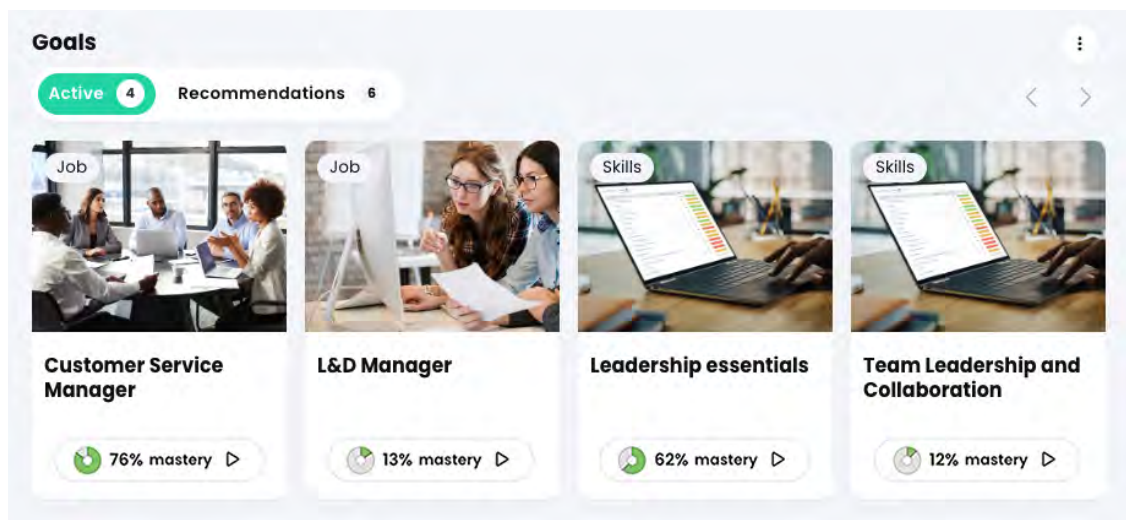 Goals
Active 4 Recommendations 6
Job
Job
Skills
Skills
Customer Service
Manager
L&D Manager
Leadership essentials
Team Leadership and
Collaboration
76% mastery
13% mastery
62% mastery
12% mastery